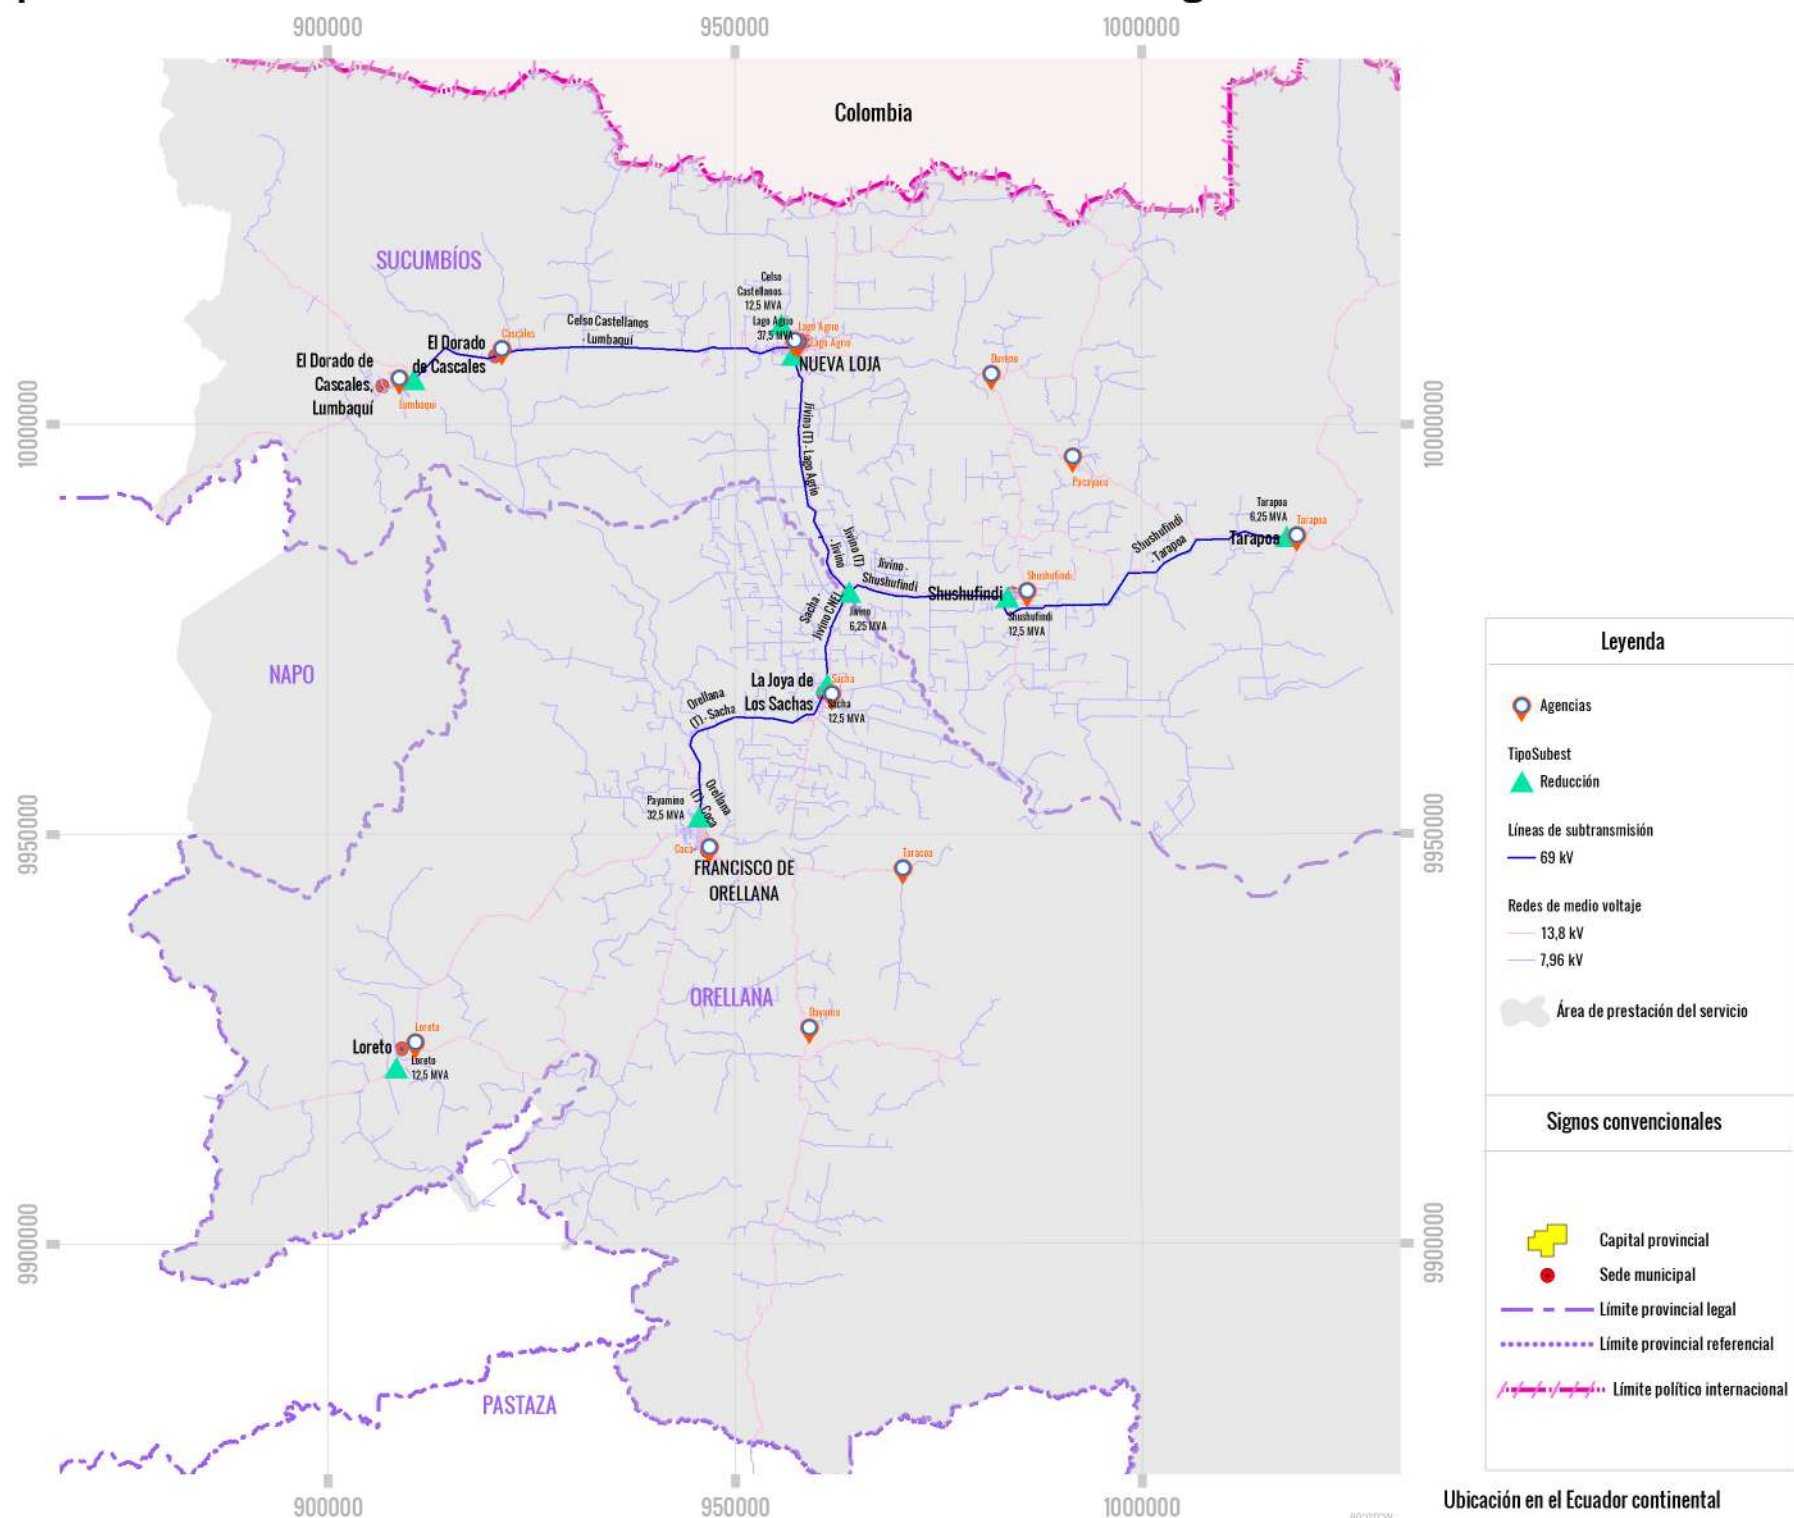 900000
950000
1000000
Colombia
SUCUMBÍOS
Celso
Castellanos
12,5 MVA
Lago Agrio
37,5 MVA
Lago Agrio
Lago Agrio
NUEVA LOJA
Celso Castellanos
- Lumbaquí
Cascales
El Dorado
de Cascales
El Dorado de
Cascales,
Lumbaquí
Lumbaqui
Dureno
10000000
10000000
Jivino (T) - Lago Agrio
Pacayacu
Tarapoa
6,25 MVA
Tarapoa
Tarapoa
Shushufindi
- Tarapoa
Jivino (T)
- Jivino
Jivino -
Shushufindi
Shushufindi
Shushufindi
Shushufindi
12,5 MVA
Sacha -
Jivino CNEL
Jivino
6,25 MVA
NAPO
La Joya de
Los Sachas
Sacha
Sacha
12,5 MVA
Orellana
(T) - Sacha
Orellana
(T) - Coca
Payamino
32,5 MVA
9950000
9950000
Coca
FRANCISCO DE
ORELLANA
Taracoa
ORELLANA
Dayuma
Loreto
Loreto
Loreto
12,5 MVA
9900000
9900000
PASTAZA
900000
950000
1000000
Leyenda
Agencias
TipoSubest
Reducción
Líneas de subtransmisión
69 kV
Redes de medio voltaje
13,8 kV
7,96 kV
Área de prestación del servicio
Signos convencionales
Capital provincial
Sede municipal
Límite provincial legal
Límite provincial referencial
Límite político internacional
Ubicación en el Ecuador continental